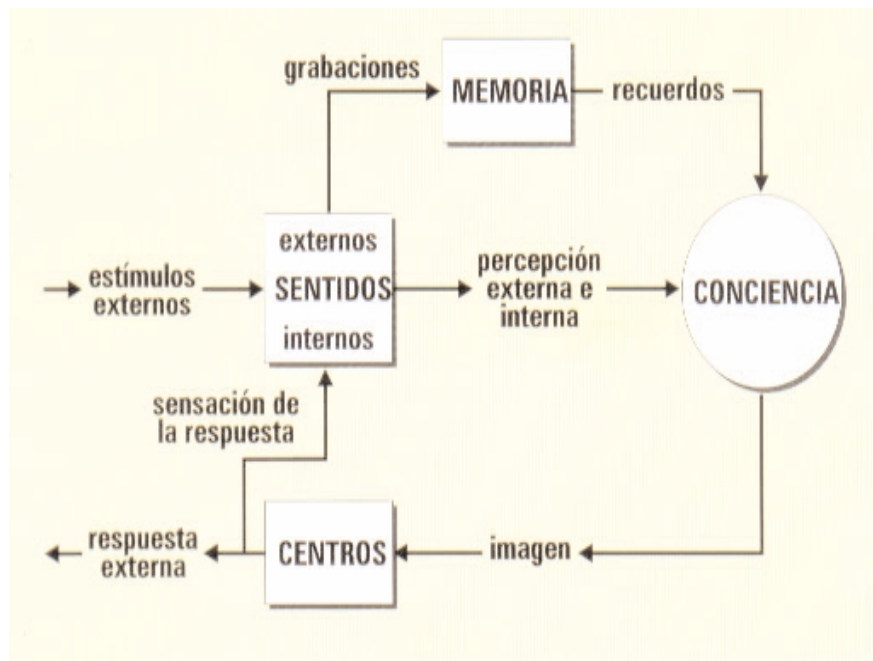 grabaciones
MEMORIA
recuerdos
externos
SENTIDOS
internos
estímulos
externos
percepción
externa e
interna
CONCIENCIA
sensación de
la respuesta
respuesta
externa
CENTROS
imagen